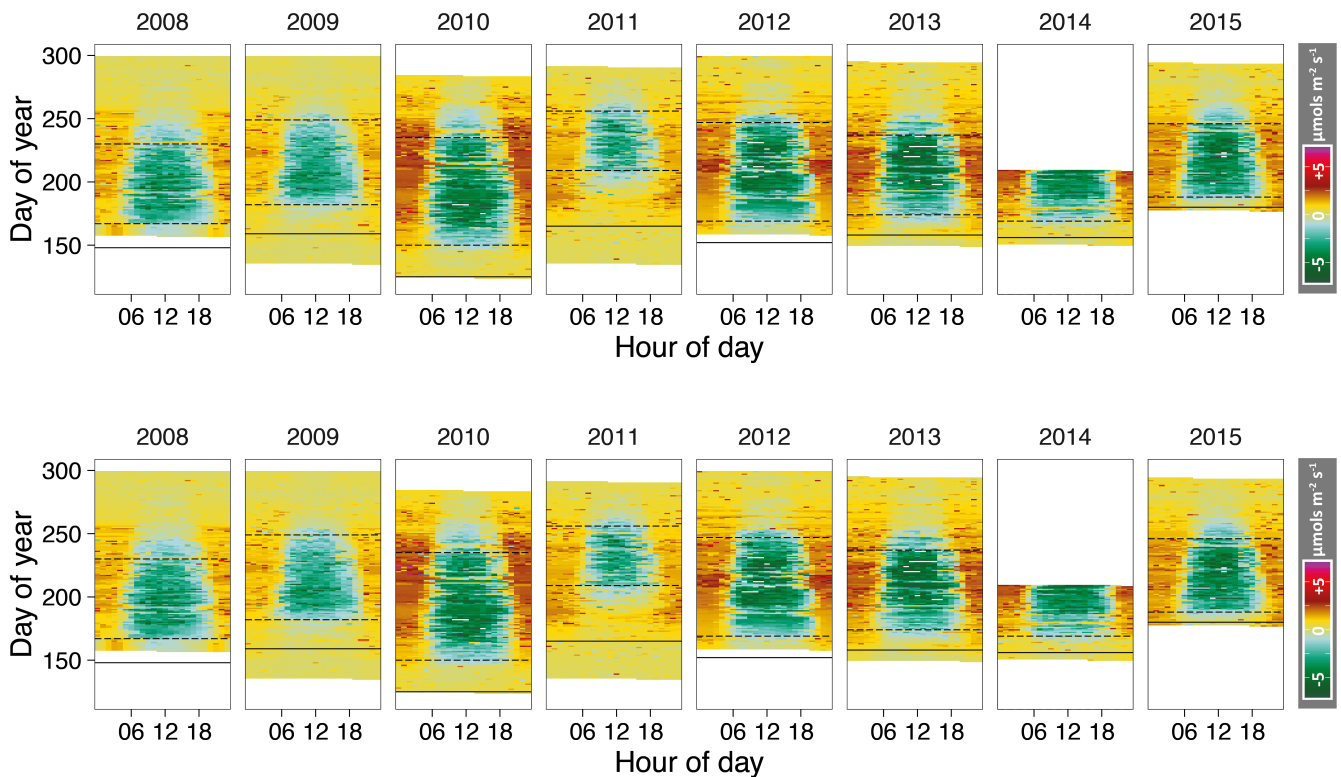 2008 2009 2010 2011 2012 2013 2014 2015
300
250
200
150
Day of year
06 12 18 06 12 18 06 12 18 06 12 18 06 12 18 06 12 18 06 12 18 06 12 18
Hour of day
-5 0 +5 μmols m⁻² s⁻¹
2008 2009 2010 2011 2012 2013 2014 2015
300
250
200
150
Day of year
06 12 18 06 12 18 06 12 18 06 12 18 06 12 18 06 12 18 06 12 18 06 12 18
Hour of day
-5 0 +5 μmols m⁻² s⁻¹